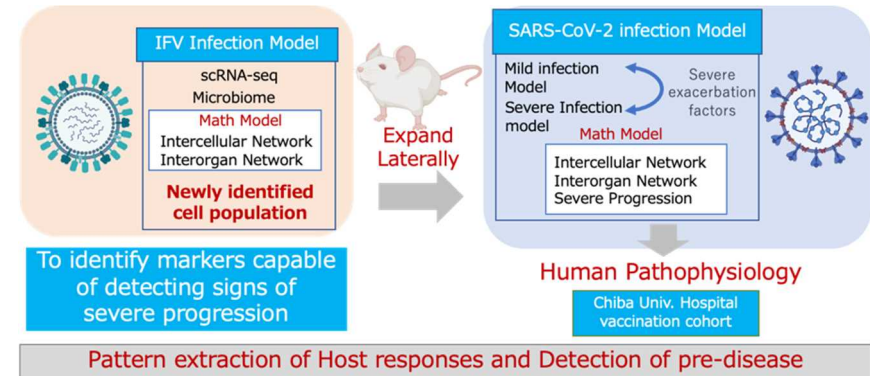 IFV Infection Model
scRNA-seq
Microbiome
Math Model
Intercellular Network
Interorgan Network
Newly identified
cell population
To identify markers capable
of detecting signs of
severe progression
Expand
Laterally
SARS-CoV-2 infection Model
Mild infection
Model
Severe Infection
model
Severe
exacerbation
factors
Math Model
Intercellular Network
Interorgan Network
Severe Progression
Human Pathophysiology
Chiba Univ. Hospital
vaccination cohort
Pattern extraction of Host responses and Detection of pre-disease